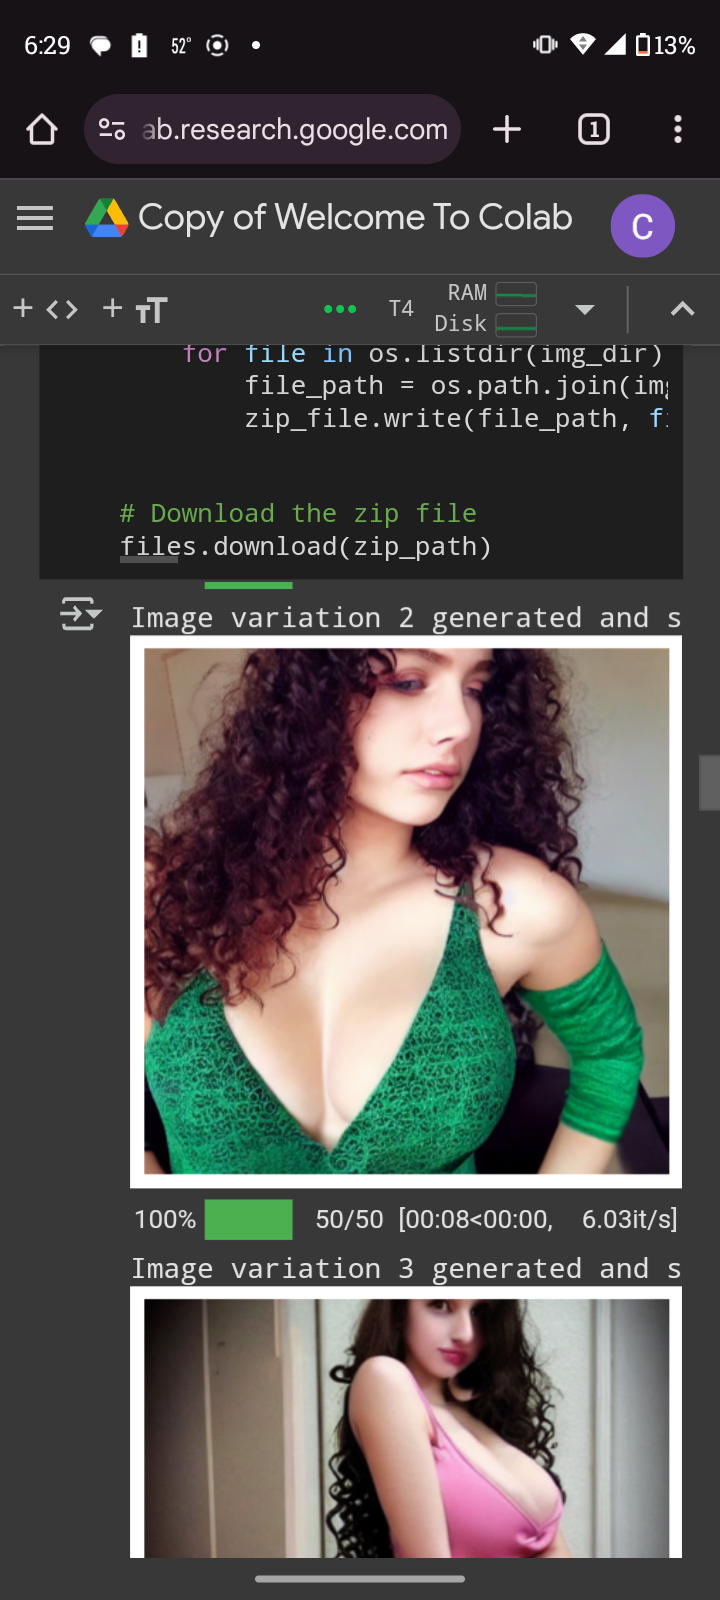 6:29 52° 13%
ab.research.google.com 1
Copy of Welcome To Colab C
+ <> + TT ••• T4 RAM
Disk
for file in os.listdir(img_dir)
file_path = os.path.join(img
zip_file.write(file_path, fi
# Download the zip file
files.download(zip_path)
Image variation 2 generated and s
100% 50/50 [00:08<00:00, 6.03it/s]
Image variation 3 generated and s